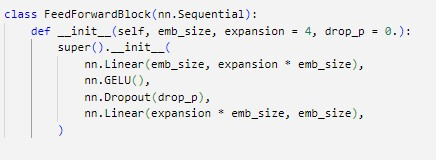 class FeedForwardBlock(nn.Sequential):
    def __init__(self, emb_size, expansion = 4, drop_p = 0.):
        super().__init__(
            nn.Linear(emb_size, expansion * emb_size),
            nn.GELU(),
            nn.Dropout(drop_p),
            nn.Linear(expansion * emb_size, emb_size),
        )